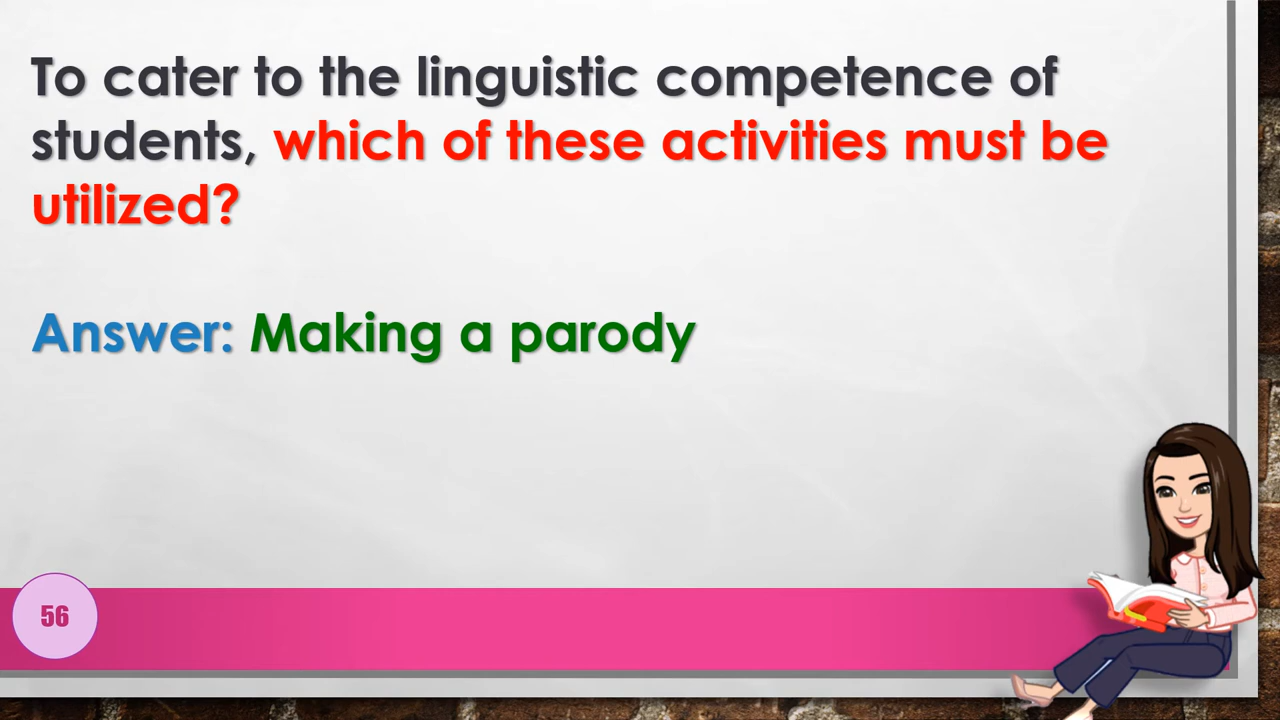 To cater to the linguistic competence of
students, which of these activities must be
utilized?
Answer: Making a parody
56